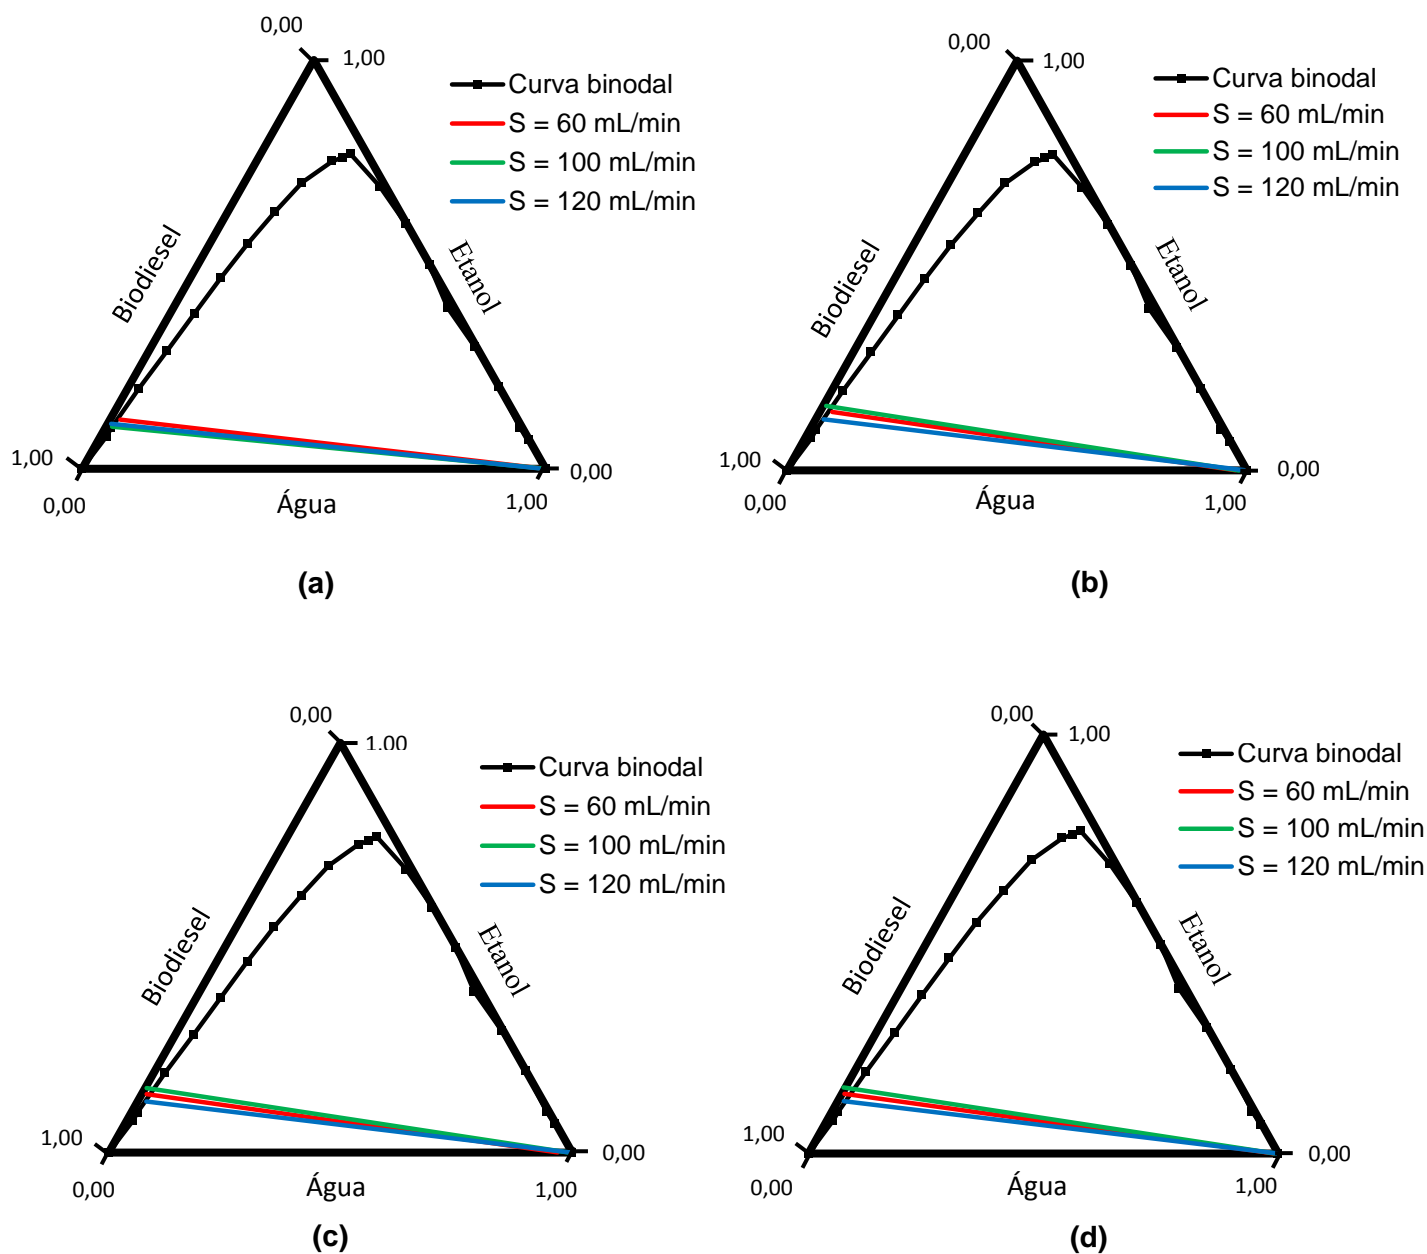 0,00
1,00
Curva binodal
S = 60 mL/min
S = 100 mL/min
S = 120 mL/min
Biodiesel
Etanol
1,00
0,00
Água
1,00
0,00
(a)
0,00
1,00
Curva binodal
S = 60 mL/min
S = 100 mL/min
S = 120 mL/min
Biodiesel
Etanol
1,00
0,00
Água
1,00
0,00
(b)
0,00
1,00
Curva binodal
S = 60 mL/min
S = 100 mL/min
S = 120 mL/min
Biodiesel
Etanol
1,00
0,00
Água
1,00
0,00
(c)
0,00
1,00
Curva binodal
S = 60 mL/min
S = 100 mL/min
S = 120 mL/min
Biodiesel
Etanol
1,00
0,00
Água
1,00
0,00
(d)